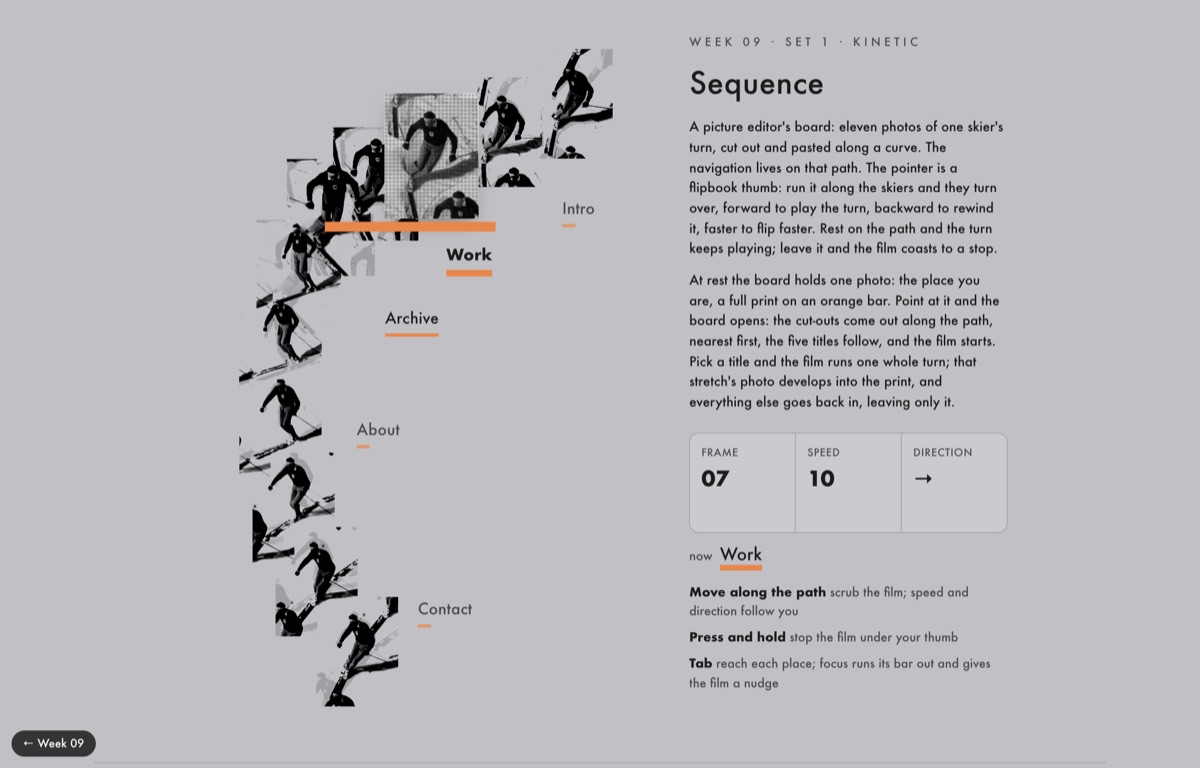 WEEK 09 · SET 1 · KINETIC
Sequence
A picture editor's board: eleven photos of one skier's
turn, cut out and pasted along a curve. The
navigation lives on that path. The pointer is a
flipbook thumb: run it along the skiers and they turn
over, forward to play the turn, backward to rewind
it, faster to flip faster. Rest on the path and the turn
keeps playing; leave it and the film coasts to a stop.
At rest the board holds one photo: the place you
are, a full print on an orange bar. Point at it and the
board opens: the cut-outs come out along the path,
nearest first, the five titles follow, and the film starts.
Pick a title and the film runs one whole turn; that
stretch's photo develops into the print, and
everything else goes back in, leaving only it.
FRAME
07
SPEED
10
DIRECTION
→
now Work
Move along the path scrub the film; speed and
direction follow you
Press and hold stop the film under your thumb
Tab reach each place; focus runs its bar out and gives
the film a nudge
Intro
Work
Archive
About
Contact
← Week 09